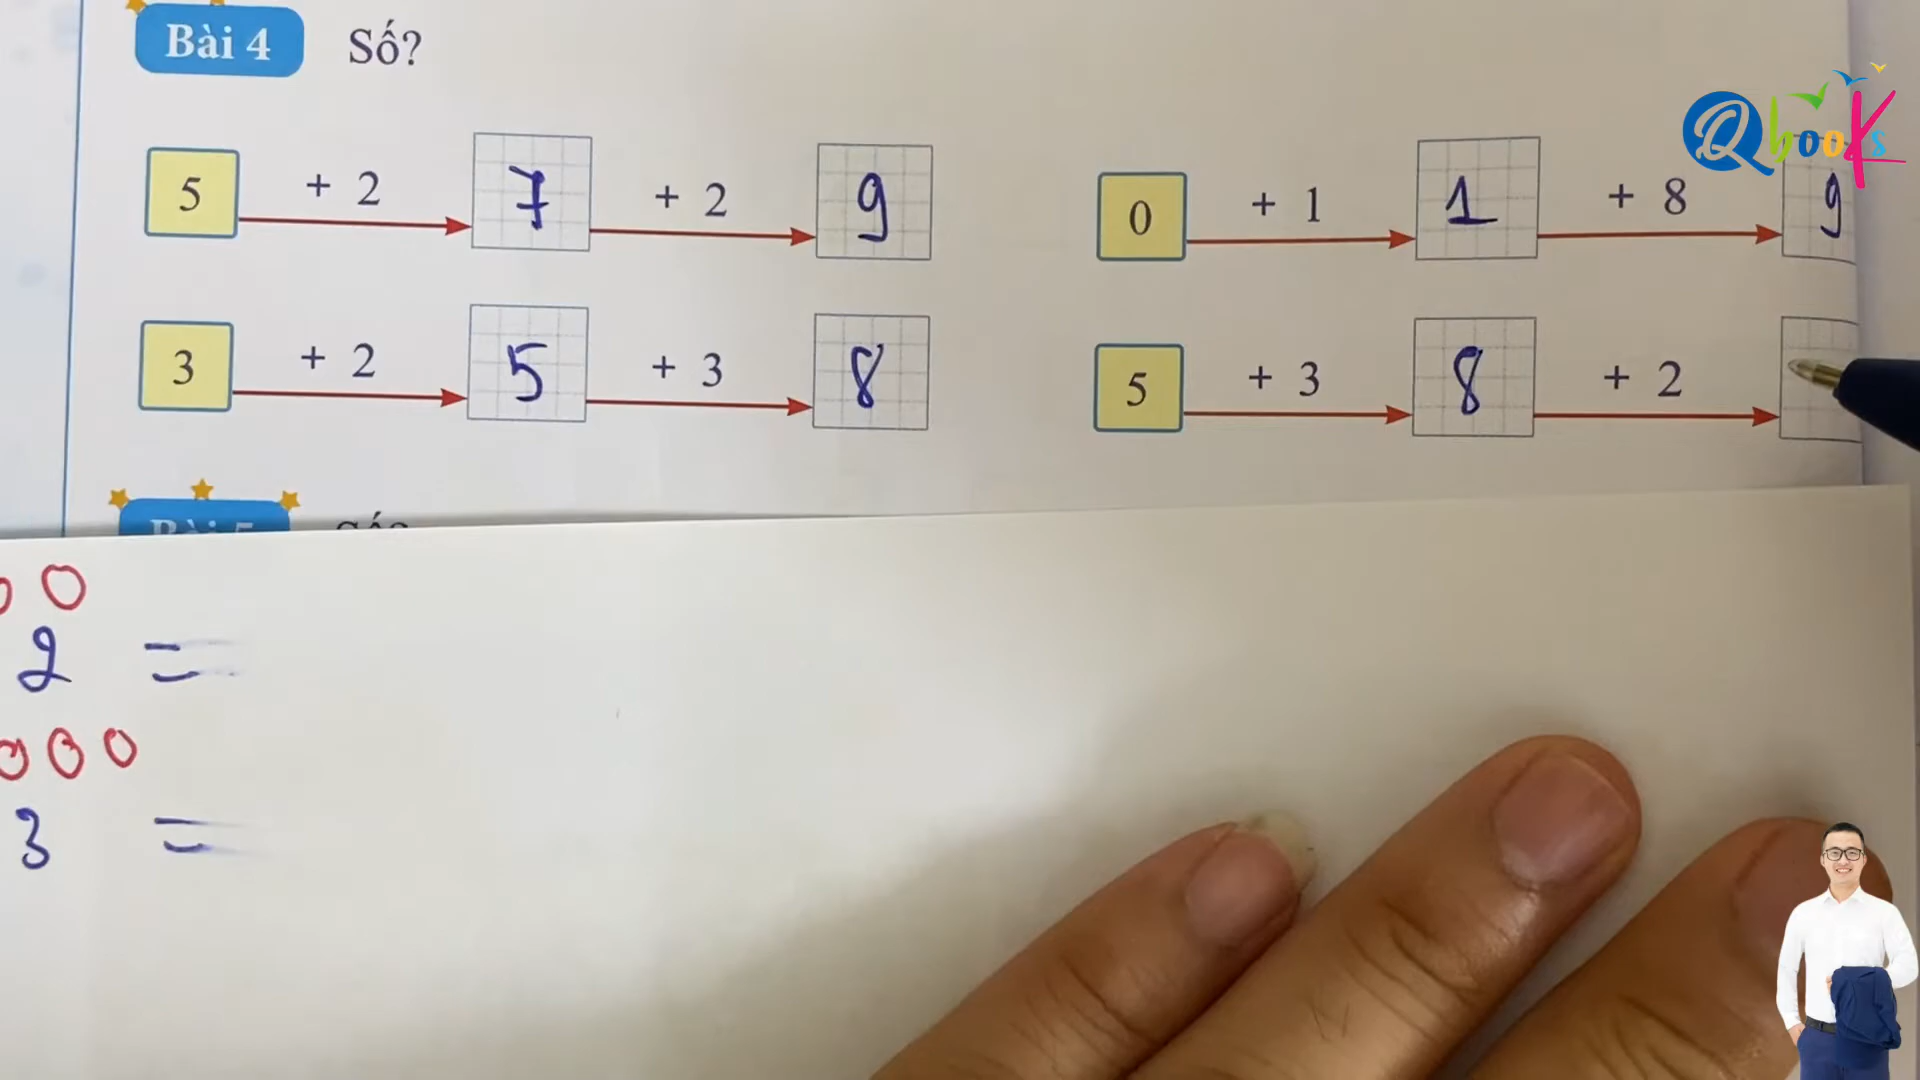 Bài 4 Số?
5 + 2 7 + 2 9
0 + 1 1 + 8 9
3 + 2 5 + 3 8
5 + 3 8 + 2
Qbooks
2 =
3 =